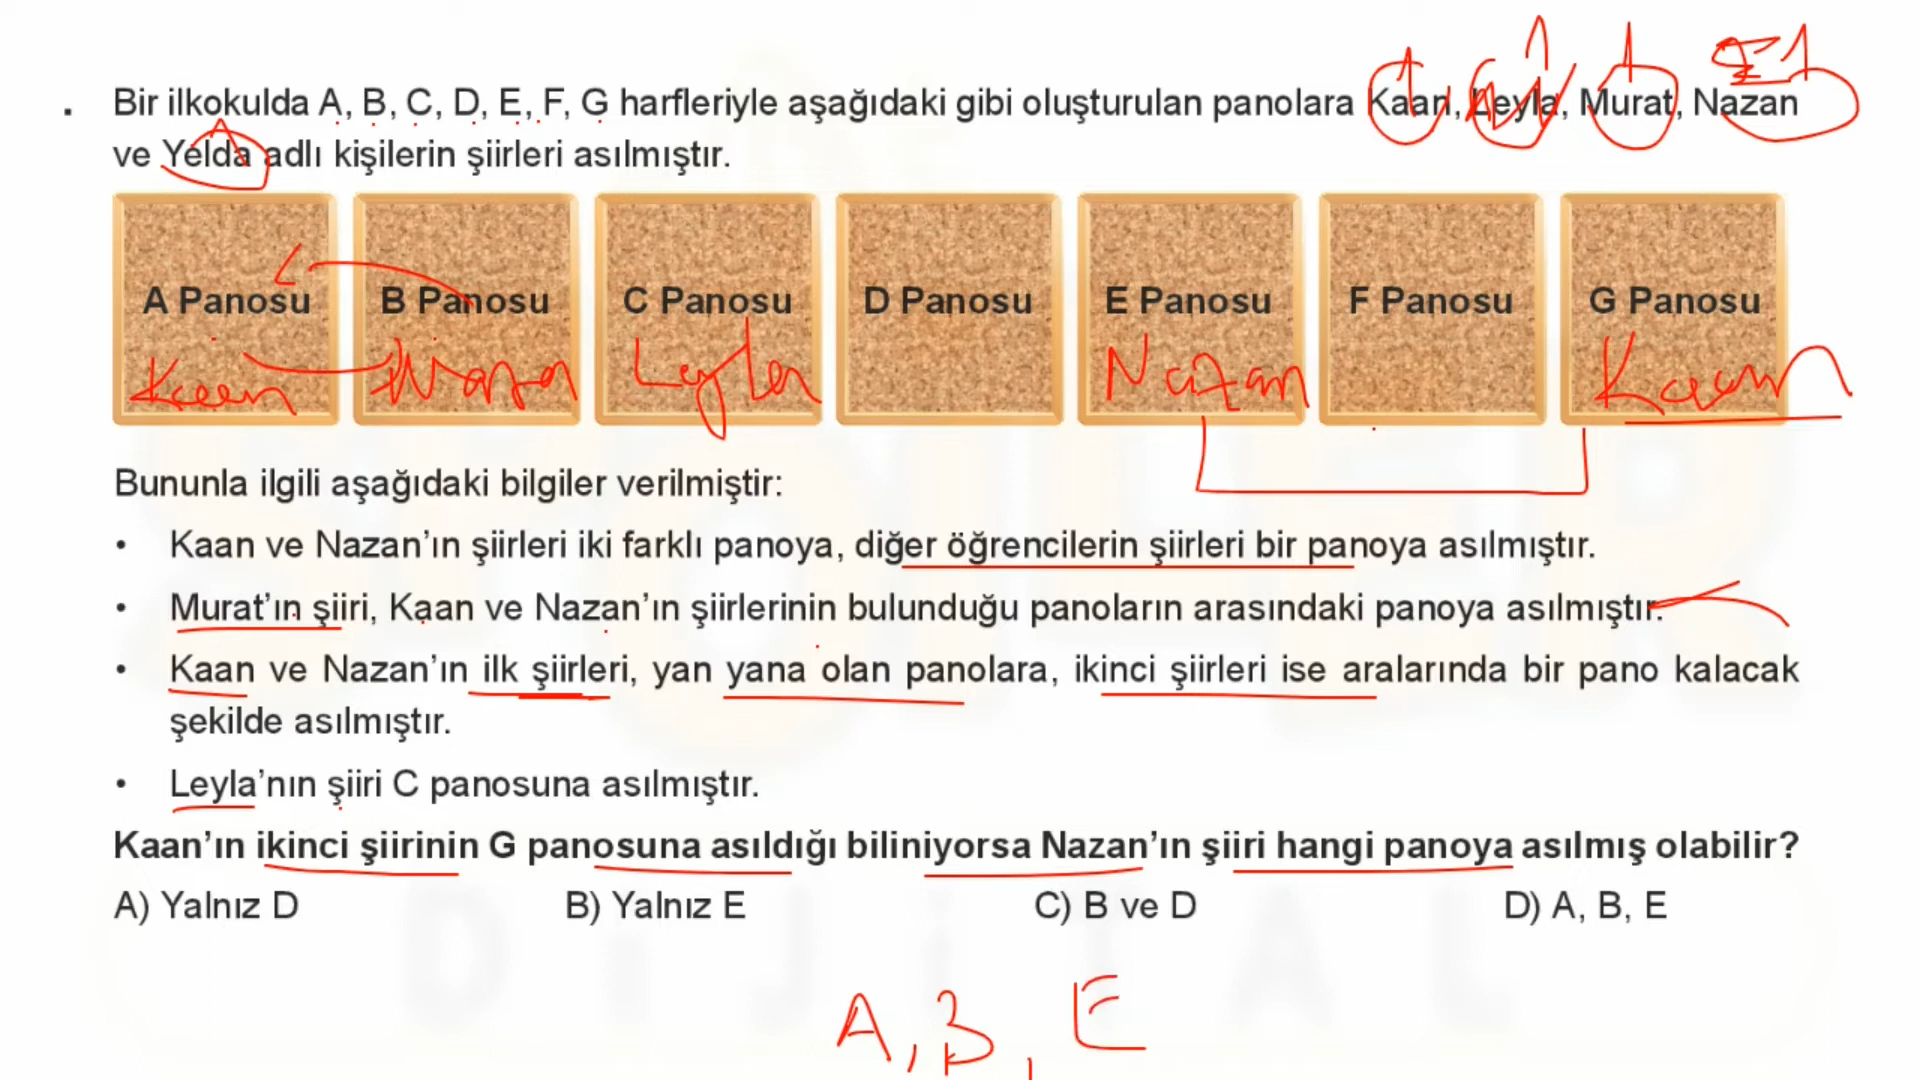 . Bir ilkokulda A, B, C, D, E, F, G harfleriyle aşağıdaki gibi oluşturulan panolara Kaan, Leyla, Murat, Nazan
ve Yelda adlı kişilerin şiirleri asılmıştır.
A Panosu B Panosu C Panosu D Panosu E Panosu F Panosu G Panosu
Kaan Nazan Leyla Nazan Kaan
Bununla ilgili aşağıdaki bilgiler verilmiştir:
• Kaan ve Nazan’ın şiirleri iki farklı panoya, diğer öğrencilerin şiirleri bir panoya asılmıştır.
• Murat’ın şiiri, Kaan ve Nazan’ın şiirlerinin bulunduğu panoların arasındaki panoya asılmıştır.
• Kaan ve Nazan’ın ilk şiirleri, yan yana olan panolara, ikinci şiirleri ise aralarında bir pano kalacak
şekilde asılmıştır.
• Leyla’nın şiiri C panosuna asılmıştır.
Kaan’ın ikinci şiirinin G panosuna asıldığı biliniyorsa Nazan’ın şiiri hangi panoya asılmış olabilir?
A) Yalnız D B) Yalnız E C) B ve D D) A, B, E
A, B, E
DİJİTAL